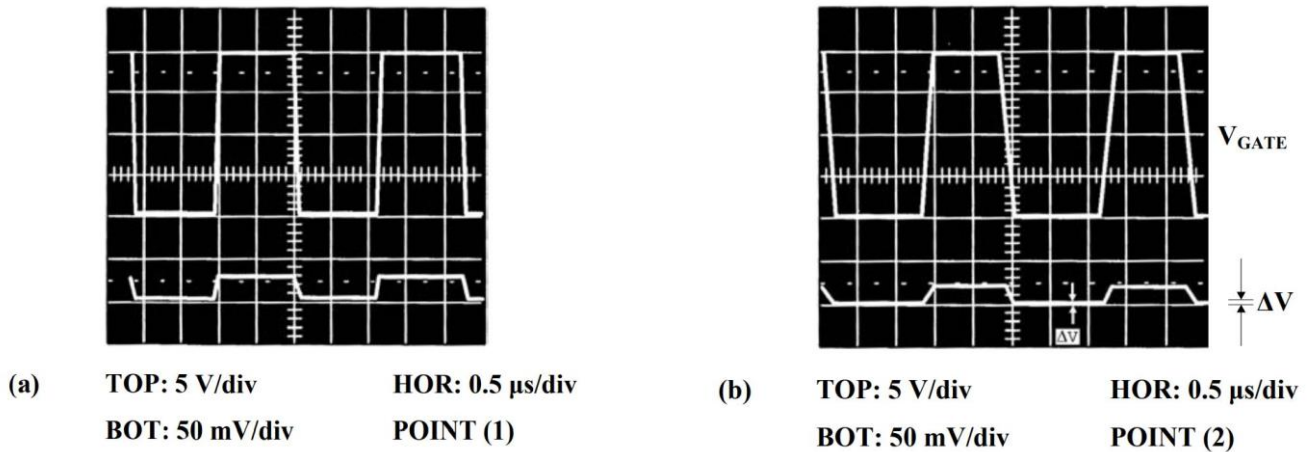 V_GATE
ΔV
ΔV
(a) TOP: 5 V/div HOR: 0.5 μs/div
BOT: 50 mV/div POINT (1)
(b) TOP: 5 V/div HOR: 0.5 μs/div
BOT: 50 mV/div POINT (2)